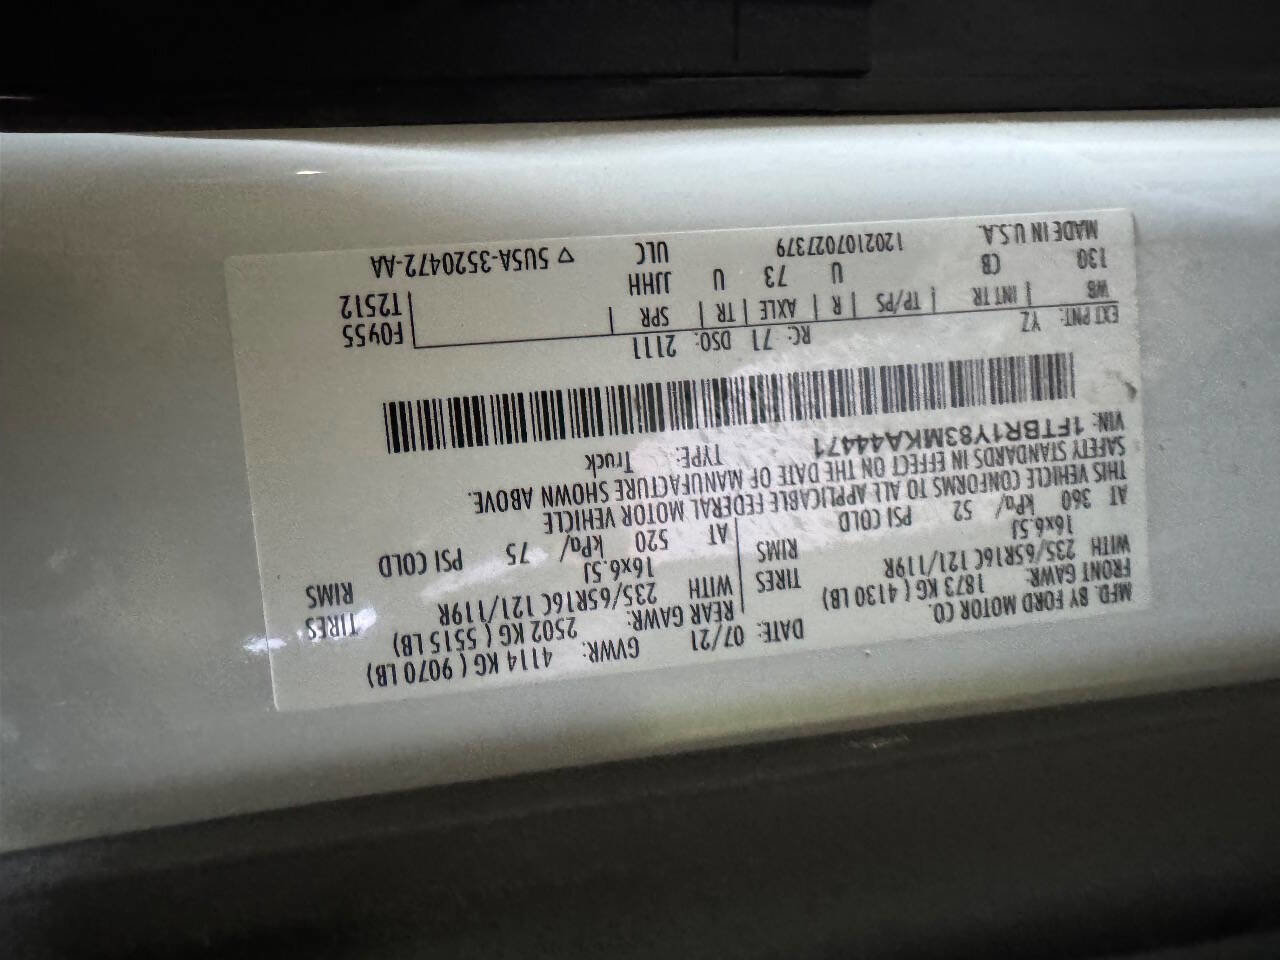 MFD. BY FORD MOTOR CO.
DATE: 07/21 GVWR: 4114 KG ( 9070 LB)
FRONT GAWR: 1873 KG ( 4130 LB) REAR GAWR: 2502 KG ( 5515 LB)
WITH 235/65R16C 121/119R TIRES WITH 235/65R16C 121/119R TIRES
16x6.5J RIMS 16x6.5J RIMS
AT 360 kPa/ 52 PSI COLD AT 520 kPa/ 75 PSI COLD
THIS VEHICLE CONFORMS TO ALL APPLICABLE FEDERAL MOTOR VEHICLE
SAFETY STANDARDS IN EFFECT ON THE DATE OF MANUFACTURE SHOWN ABOVE.
VIN: 1FTBR1Y83MKA44471 TYPE: Truck
EXT PNT: YZ RC: 71 DSO: 2111 F0455
WB | INT TR | TP/PS | R | AXLE | TR | SPR | T2512
130 CB U 73 U JJHH
MADE IN U.S.A. 1202107027379 ULC ▽ 5U5A-3520472-AA